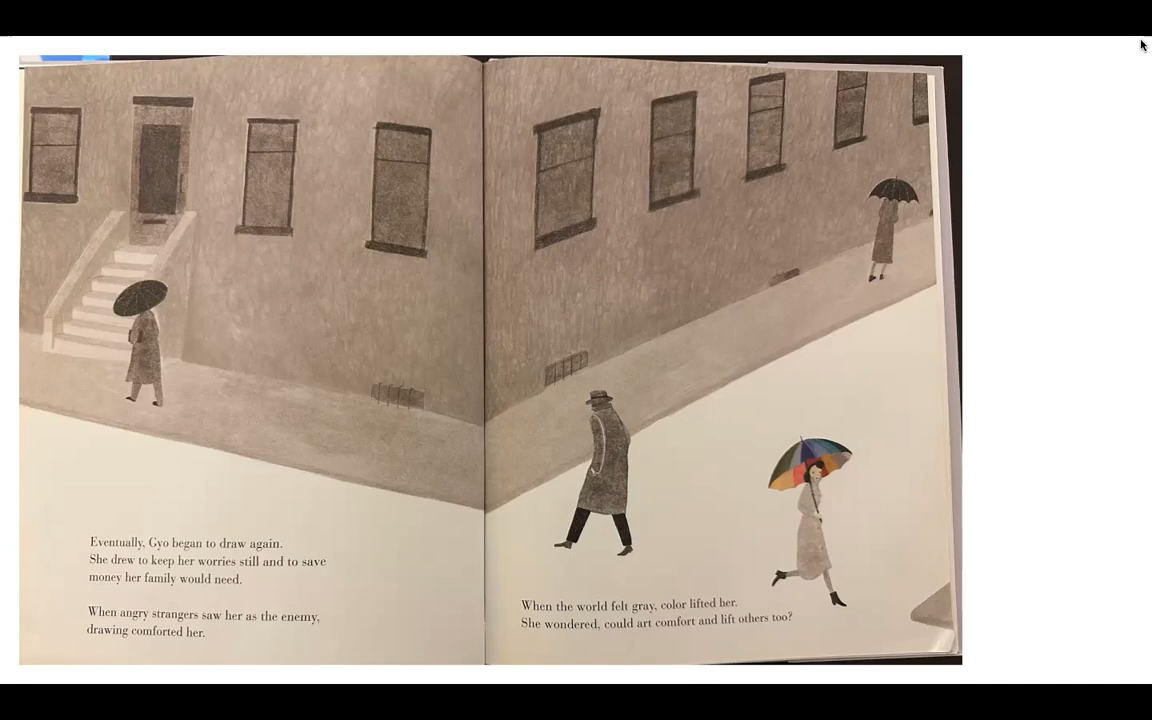 Eventually, Gyo began to draw again.
She drew to keep her worries still and to save
money her family would need.
When angry strangers saw her as the enemy,
drawing comforted her.
When the world felt gray, color lifted her.
She wondered, could art comfort and lift others too?